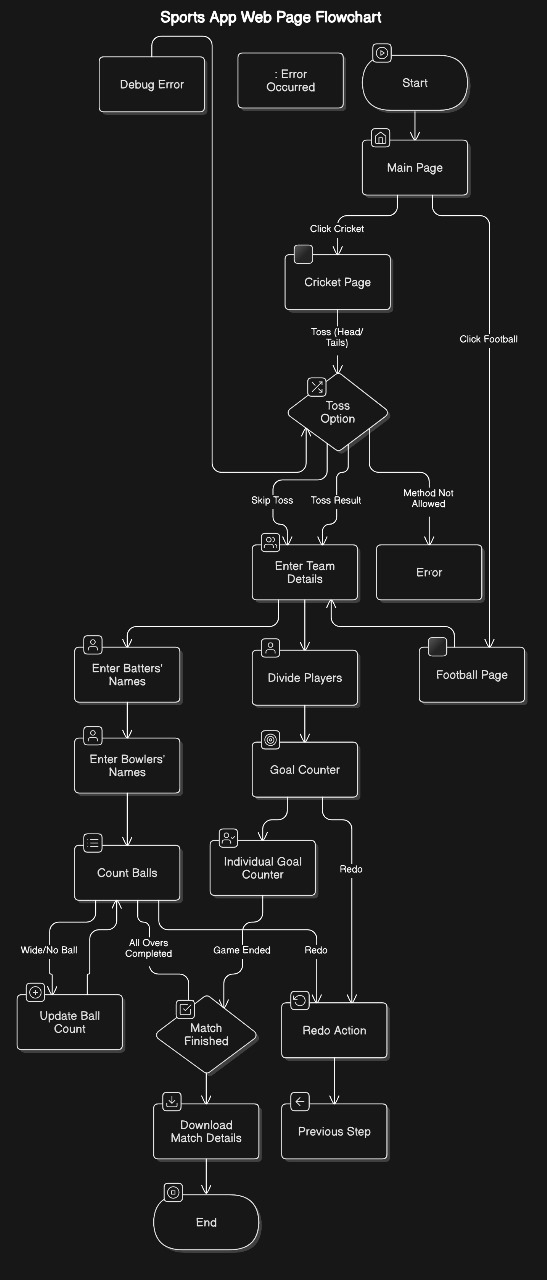 Sports App Web Page Flowchart
Debug Error
: Error
Occurred
Start
Main Page
Click Cricket
Cricket Page
Toss (Head/
Tails)
Click Football
Toss
Option
Skip Toss
Toss Result
Method Not
Allowed
Enter Team
Details
Error
Enter Batters'
Names
Divide Players
Football Page
Enter Bowlers'
Names
Goal Counter
Count Balls
Individual Goal
Counter
Redo
Wide/No Ball
All Overs
Completed
Game Ended
Redo
Update Ball
Count
Match
Finished
Redo Action
Download
Match Details
Previous Step
End